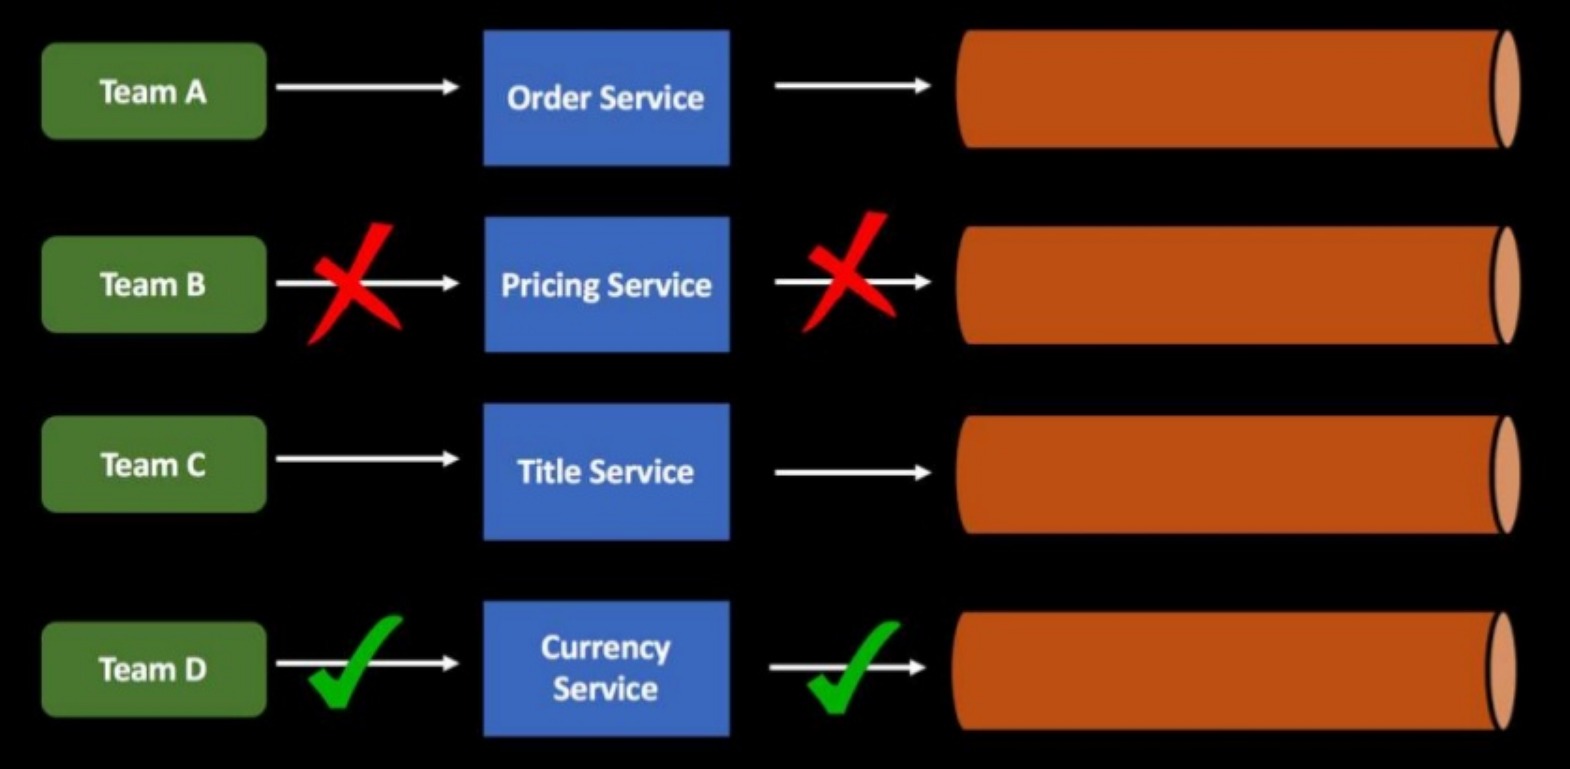 Team A
Order Service
Team B
Pricing Service
Team C
Title Service
Team D
Currency
Service